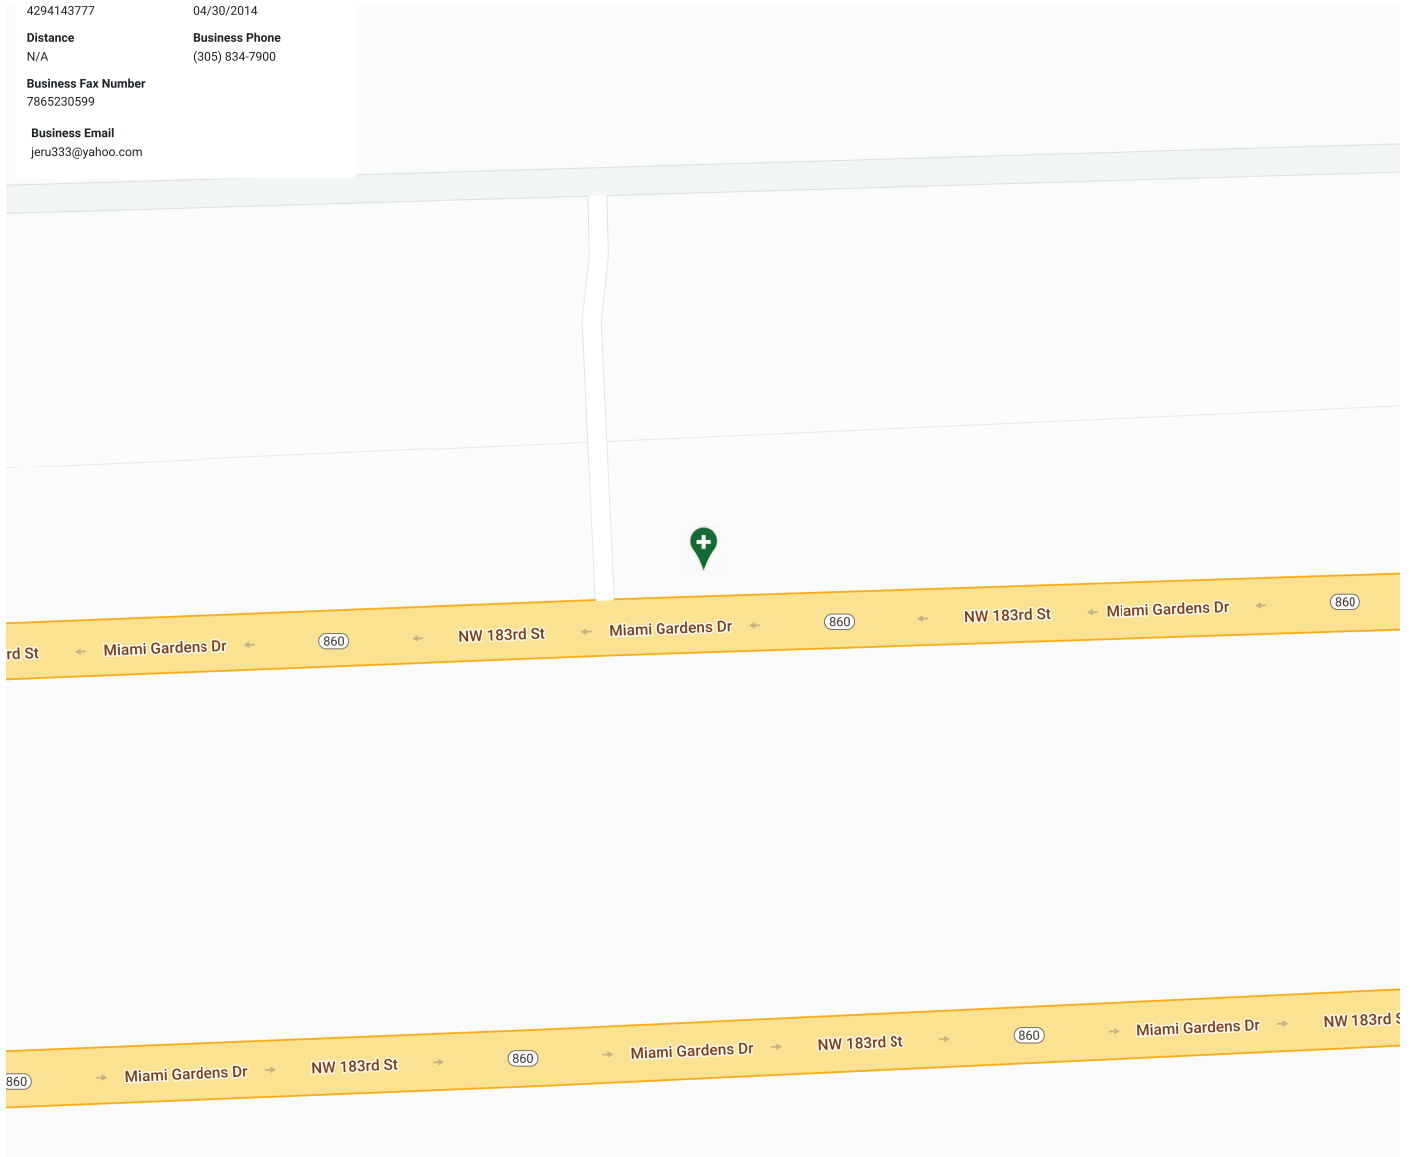 4294143777 04/30/2014
Distance Business Phone
N/A (305) 834-7900
Business Fax Number
7865230599
Business Email
jeru333@yahoo.com
860
NW 183rd St Miami Gardens Dr
860
NW 183rd St Miami Gardens Dr
860
rd St Miami Gardens Dr
NW 183rd S
Miami Gardens Dr
860
NW 183rd St
Miami Gardens Dr
860
NW 183rd St
Miami Gardens Dr
860